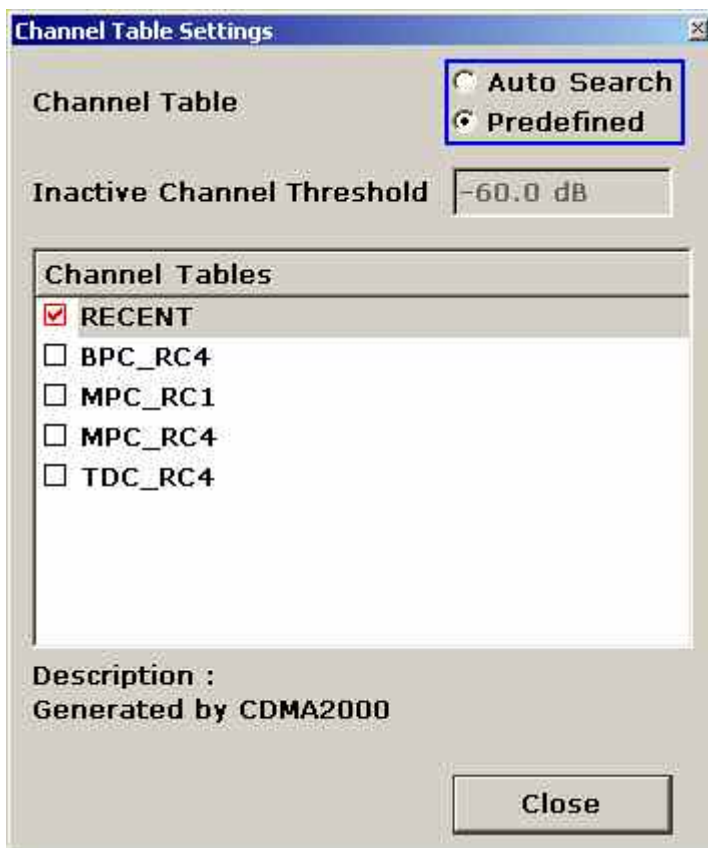 Channel Table Settings
Channel Table
Auto Search
Predefined
Inactive Channel Threshold -60.0 dB
Channel Tables
RECENT
BPC_RC4
MPC_RC1
MPC_RC4
TDC_RC4
Description :
Generated by CDMA2000
Close